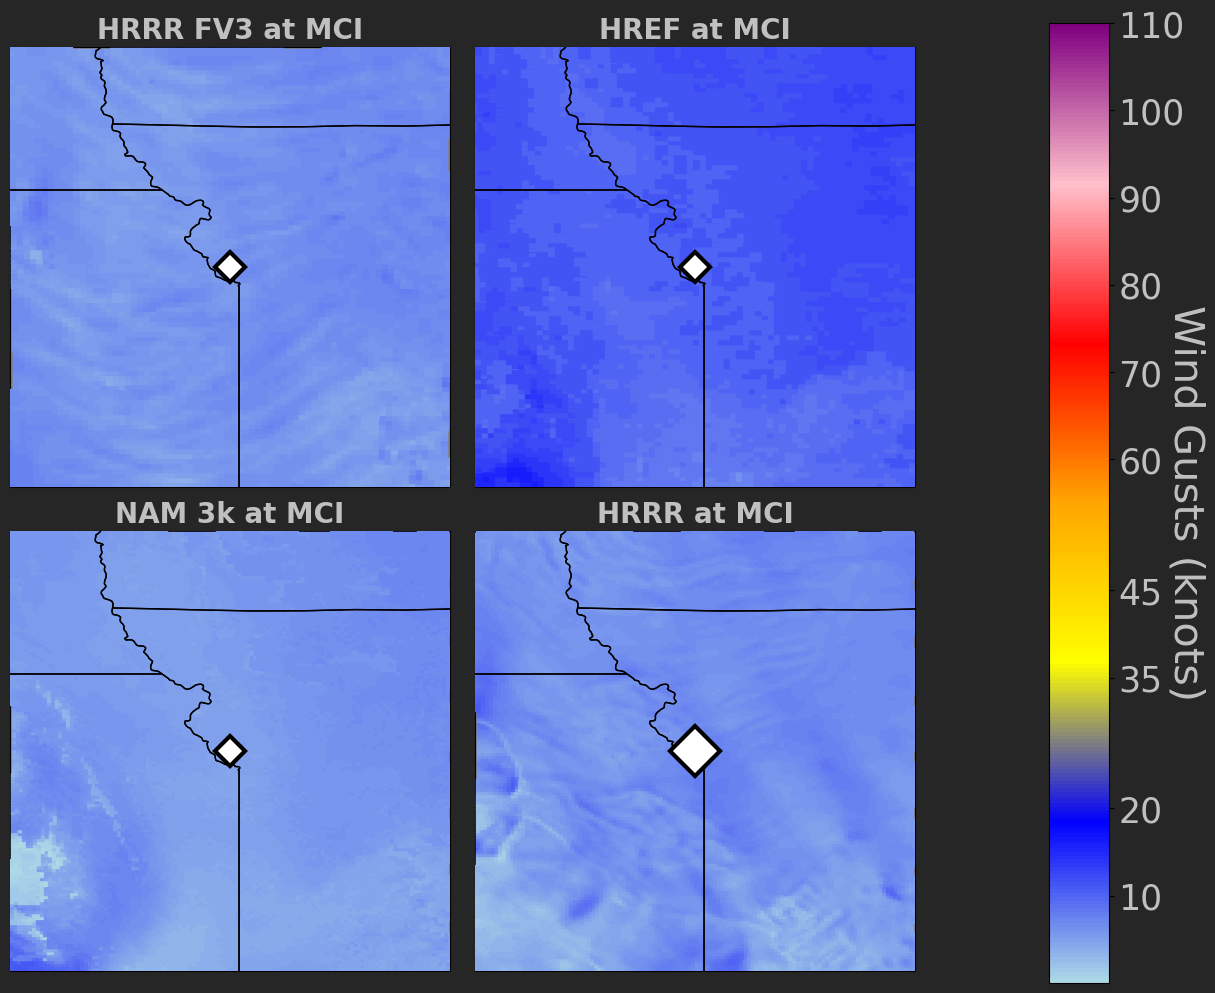 HRRR FV3 at MCI
HREF at MCI
NAM 3k at MCI
HRRR at MCI
110
100
90
80
70
60
45
35
20
10
Wind Gusts (knots)